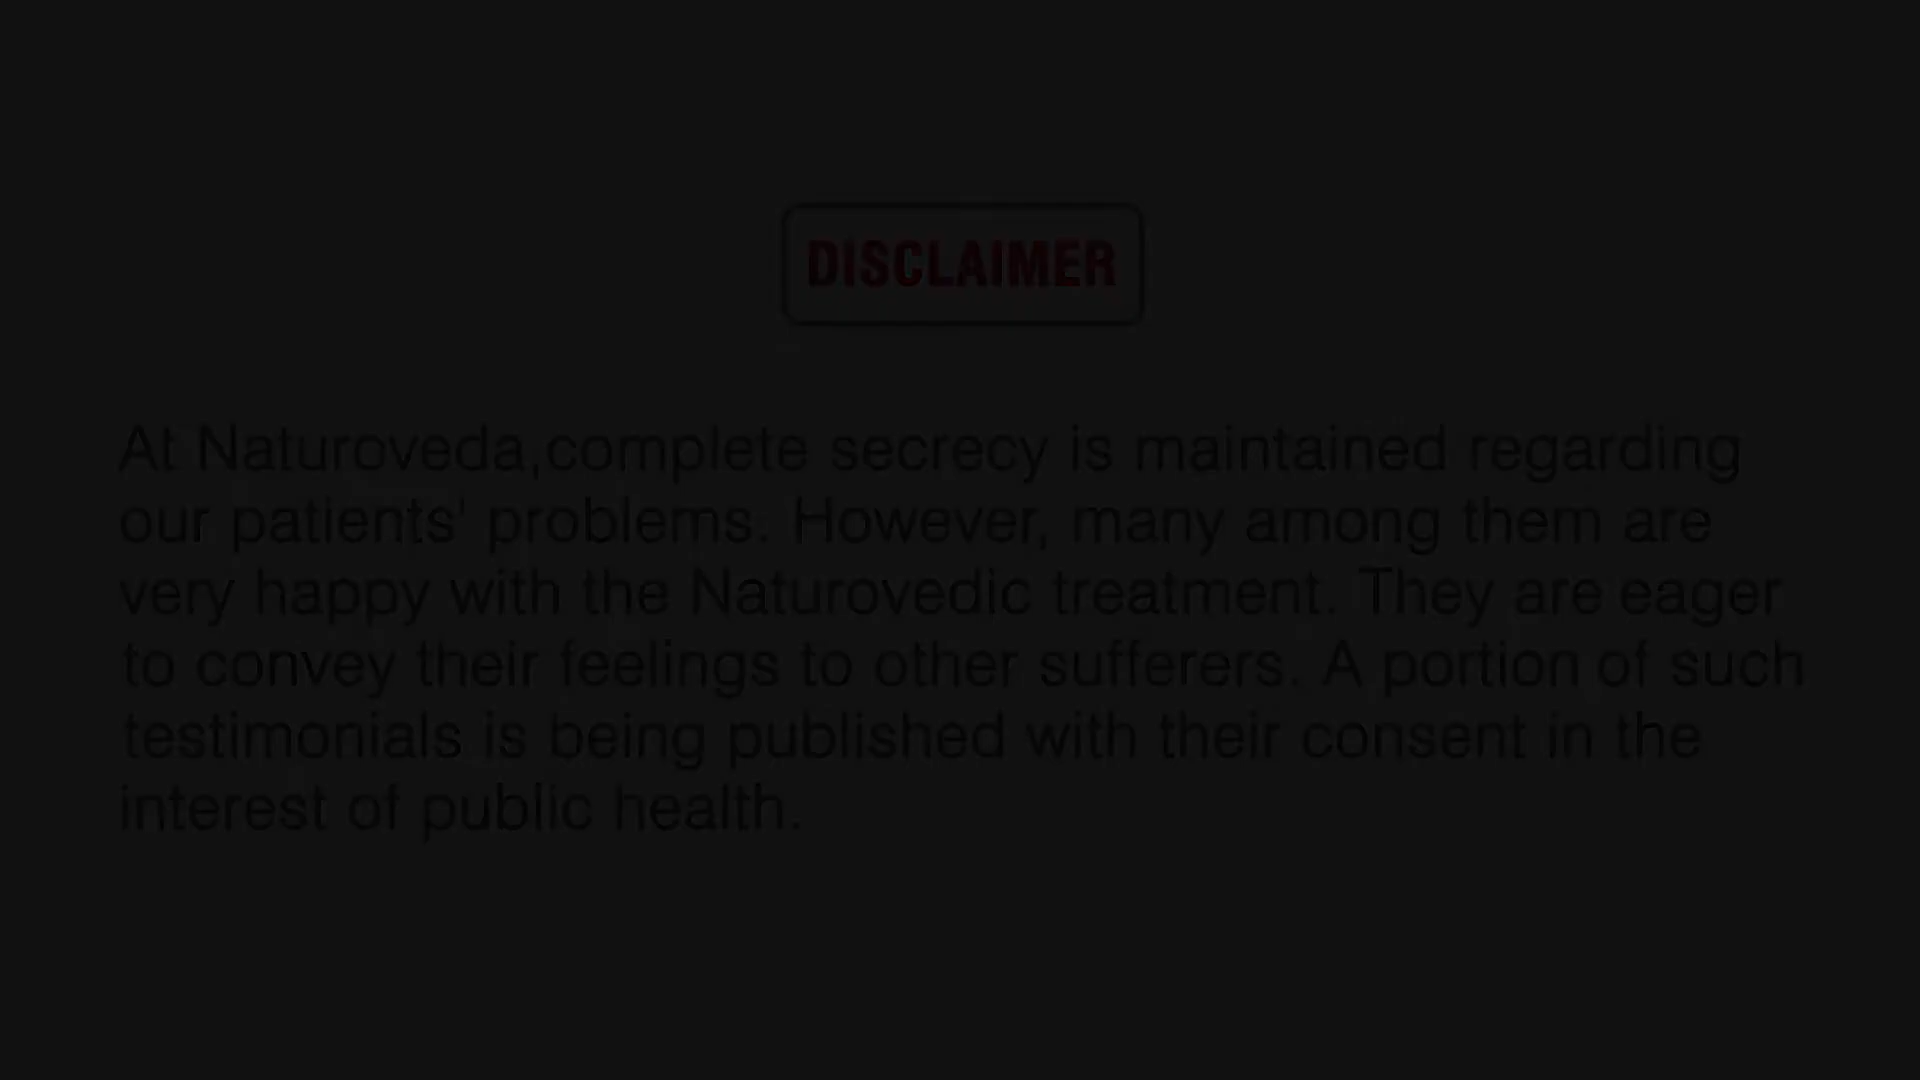 DISCLAIMER
At Naturoveda,complete secrecy is maintained regarding
our patients' problems. However, many among them are
very happy with the Naturovedic treatment. They are eager
to convey their feelings to other sufferers. A portion of such
testimonials is being published with their consent in the
interest of public health.